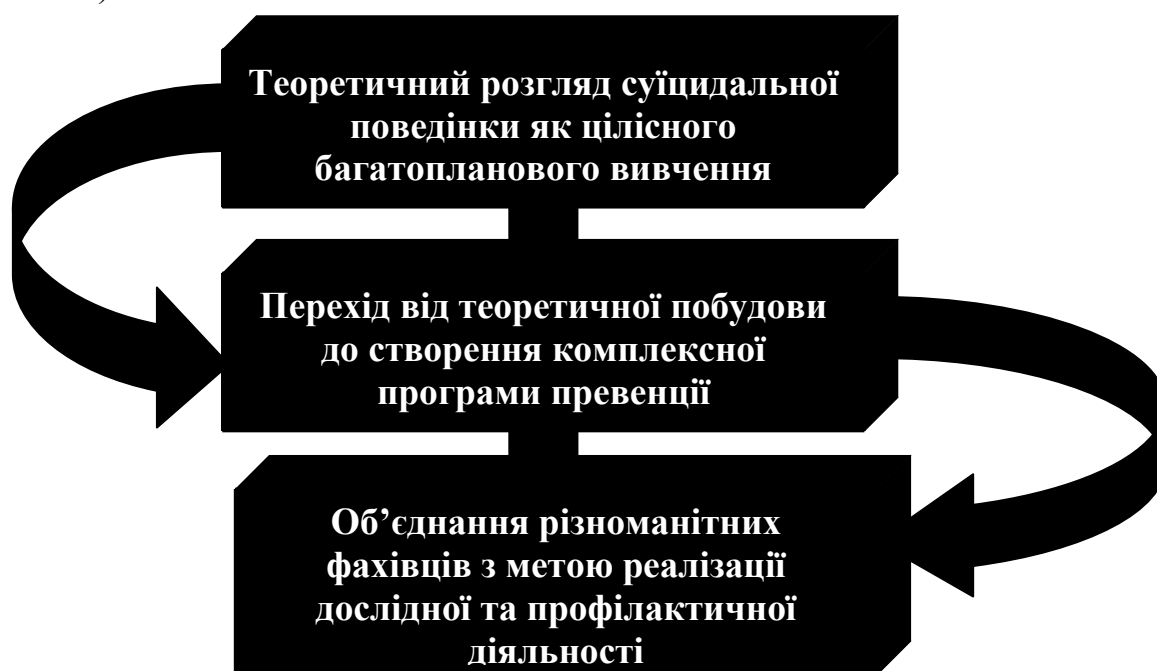 Теоретичний розгляд суїцидальної
поведінки як цілісного
багатопланового вивчення
Перехід від теоретичної побудови
до створення комплексної
програми превенції
Об’єднання різноманітних
фахівців з метою реалізації
дослідної та профілактичної
діяльності